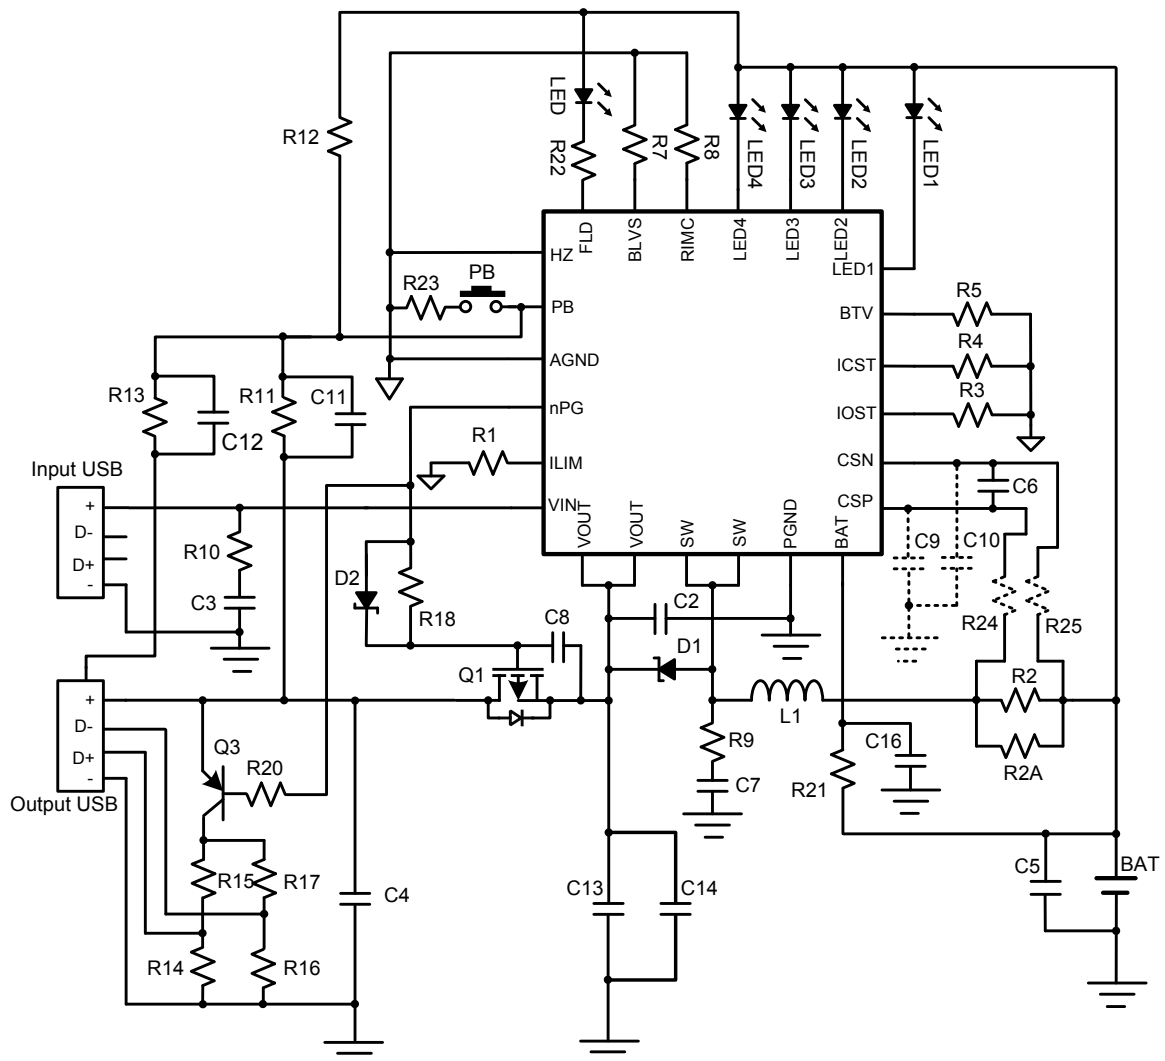 LED
R12
R22
R7
R8
LED4
LED3
LED2
LED1
FLD
BLVS
RIMC
LED4
LED3
LED2
LED1
HZ
PB
R23
PB
BTV
R5
AGND
ICST
R4
R13
C12
R11
C11
nPG
IOST
R3
R1
ILIM
CSN
C6
Input USB
+
D-
D+
-
VIN
CSP
VOUT
VOUT
SW
SW
PGND
BAT
C9
C10
R10
C3
D2
R18
C8
C2
D1
R24
R25
Q1
Output USB
+
D-
D+
-
L1
R2
R2A
Q3
R20
R9
C7
R21
C16
R15
R17
C4
C13
C14
C5
BAT
R14
R16